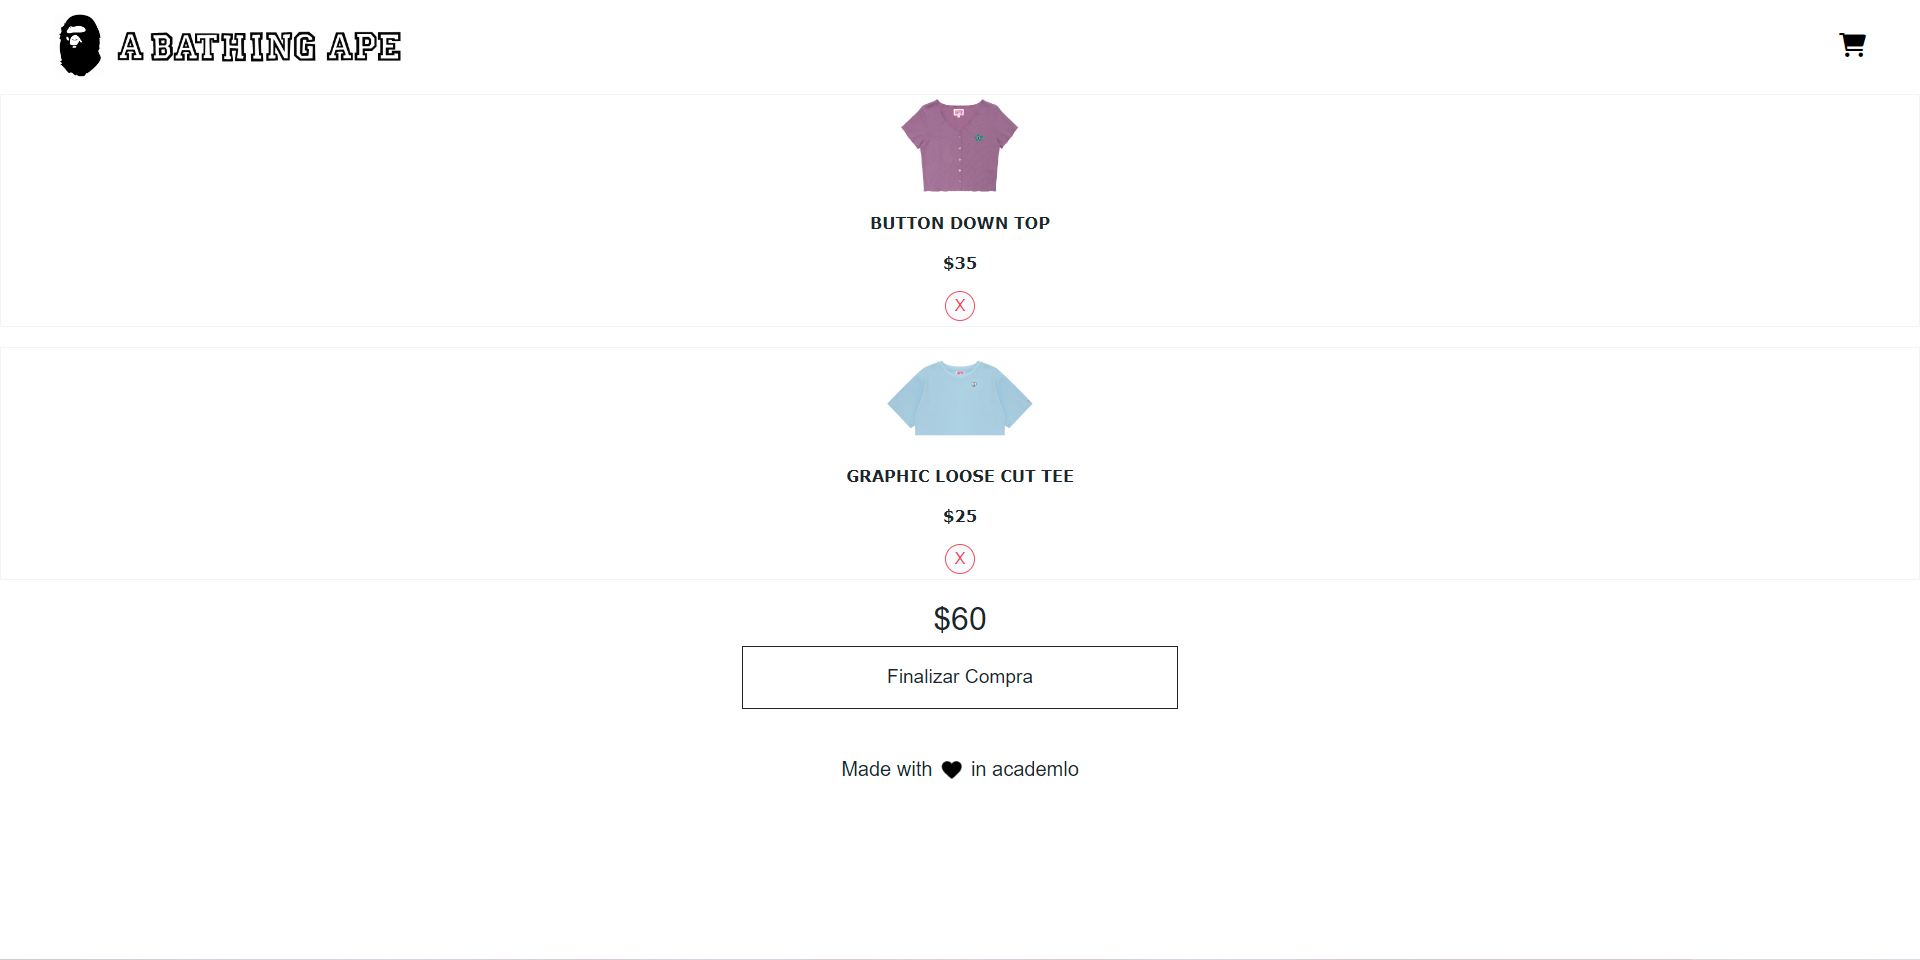 A BATHING APE
BUTTON DOWN TOP
$35
X
GRAPHIC LOOSE CUT TEE
$25
X
$60
Finalizar Compra
Made with 🖤 in academlo